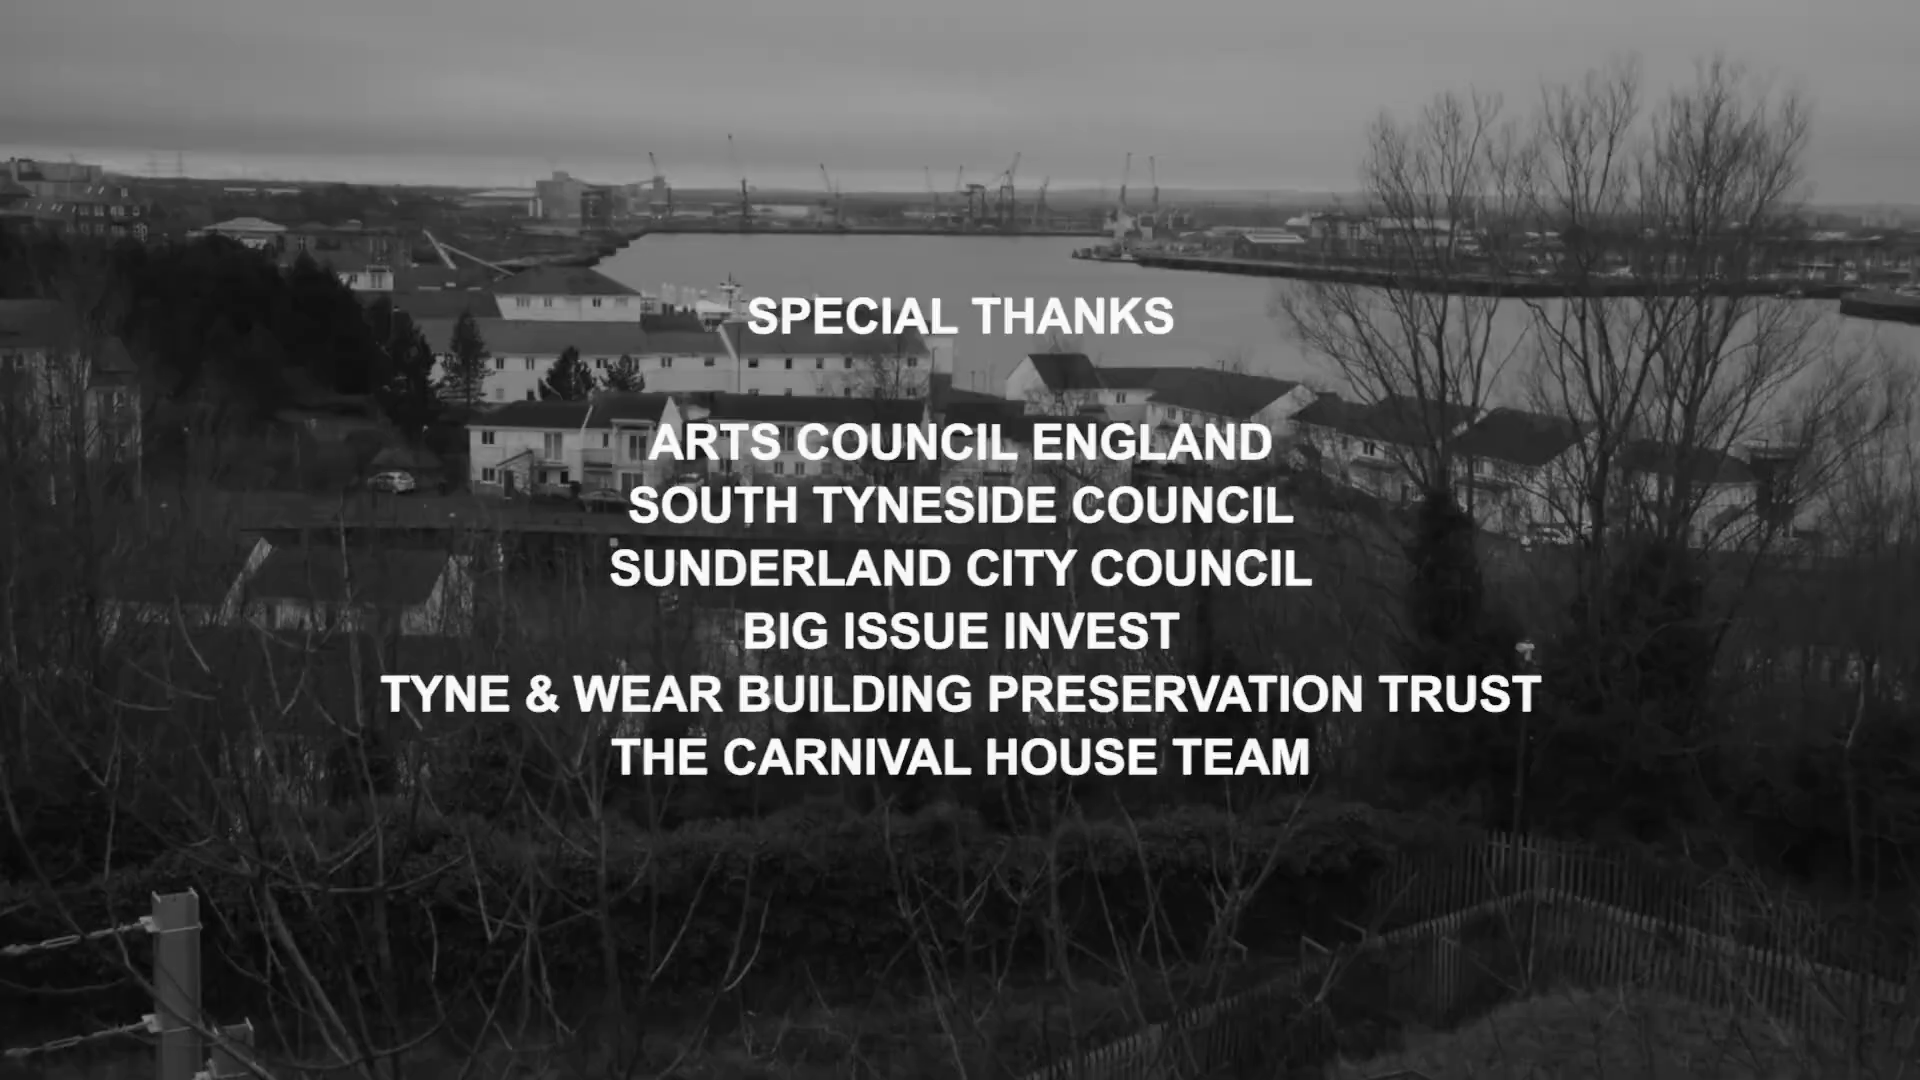 SPECIAL THANKS
ARTS COUNCIL ENGLAND
SOUTH TYNESIDE COUNCIL
SUNDERLAND CITY COUNCIL
BIG ISSUE INVEST
TYNE & WEAR BUILDING PRESERVATION TRUST
THE CARNIVAL HOUSE TEAM